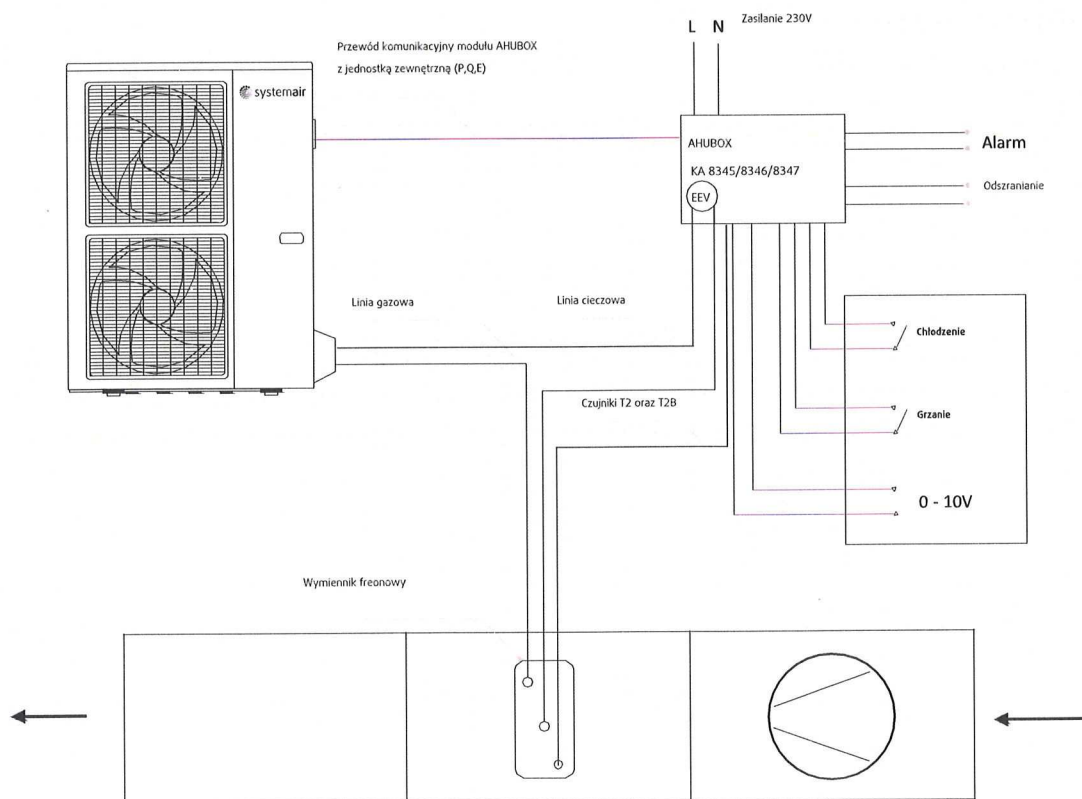 L N
Zasilanie 230V
Przewód komunikacyjny modułu AHUBOX
z jednostką zewnętrzną (P,Q,E)
systemair
AHUBOX
KA 8345/8346/8347
EEV
Alarm
Odszranianie
Linia gazowa
Linia cieczowa
Chłodzenie
Czujniki T2 oraz T2B
Grzanie
0 - 10V
Wymiennik freonowy